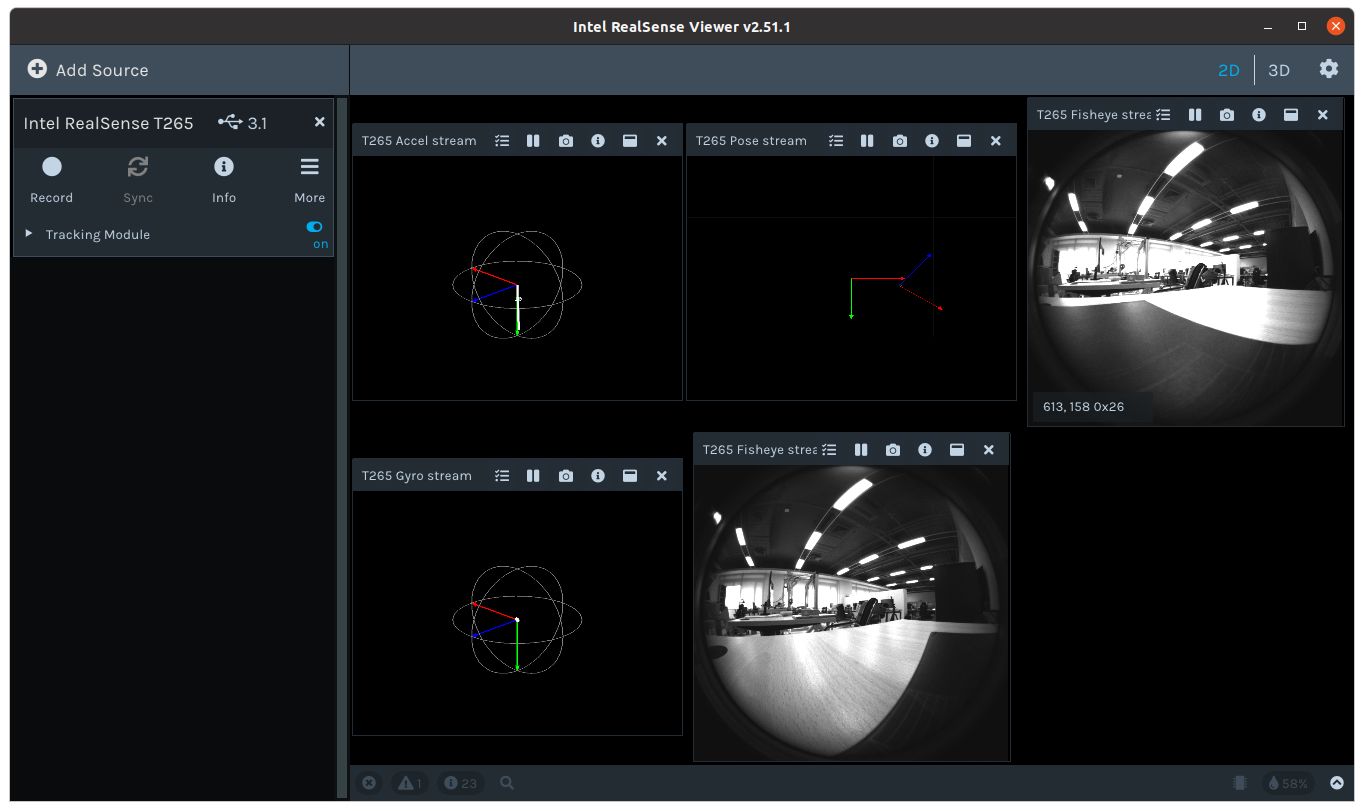 Intel RealSense Viewer v2.51.1
Add Source
2D
3D
Intel RealSense T265
3.1
Record
Sync
Info
More
Tracking Module
on
T265 Accel stream
T265 Pose stream
T265 Fisheye strea
613, 158 0x26
T265 Gyro stream
T265 Fisheye strea
1
23
58%